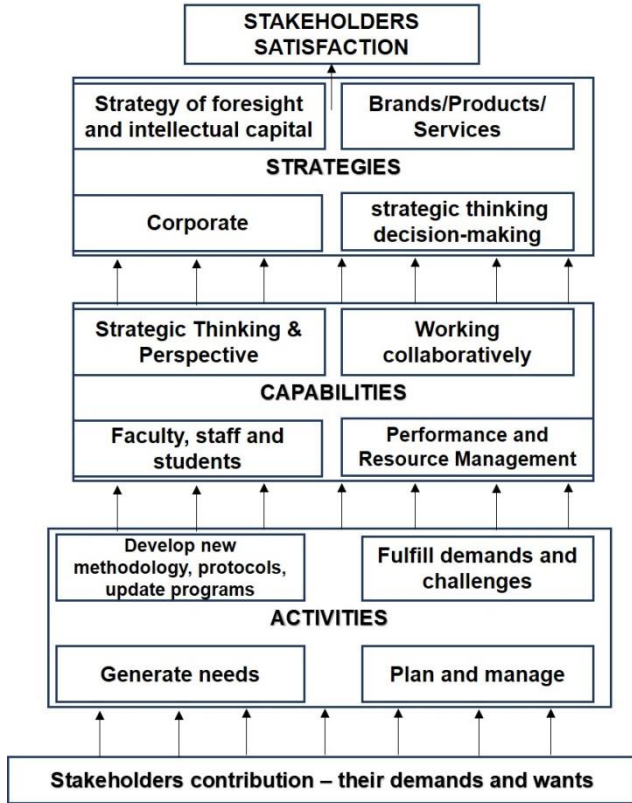 STAKEHOLDERS
SATISFACTION
Strategy of foresight
and intellectual capital
Brands/Products/
Services
STRATEGIES
Corporate
strategic thinking
decision-making
Strategic Thinking &
Perspective
Working
collaboratively
CAPABILITIES
Faculty, staff and
students
Performance and
Resource Management
Develop new
methodology, protocols,
update programs
Fulfill demands and
challenges
ACTIVITIES
Generate needs
Plan and manage
Stakeholders contribution – their demands and wants